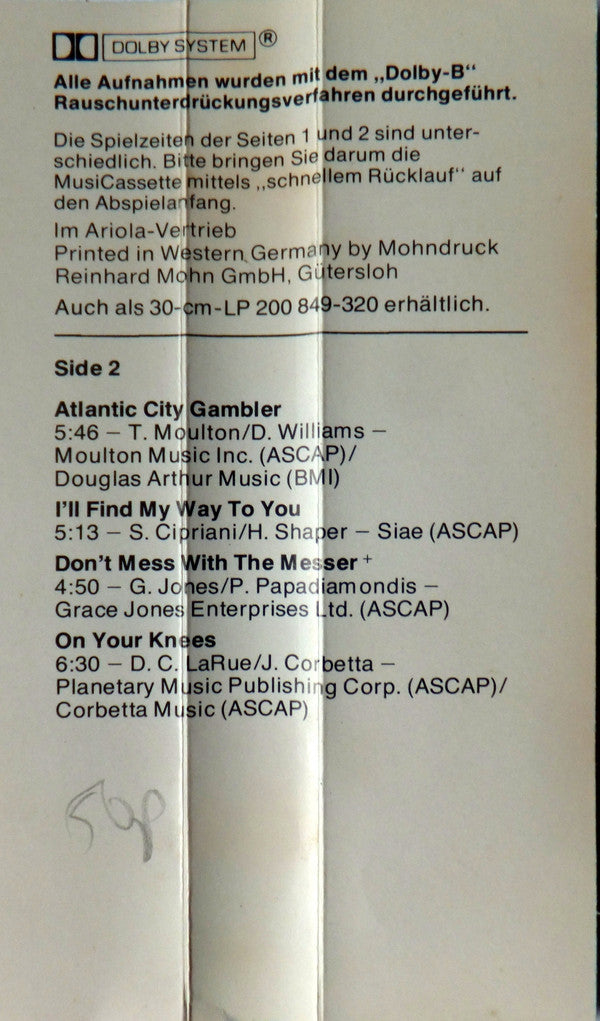 DOLBY SYSTEM ®
Alle Aufnahmen wurden mit dem „Dolby-B“
Rauschunterdrückungsverfahren durchgeführt.
Die Spielzeiten der Seiten 1 und 2 sind unter-
schiedlich. Bitte bringen Sie darum die
MusiCassette mittels „schnellem Rücklauf“ auf
den Abspielanfang.
Im Ariola-Vertrieb
Printed in Western Germany by Mohndruck
Reinhard Mohn GmbH, Gütersloh
Auch als 30-cm-LP 200 849-320 erhältlich.
Side 2
Atlantic City Gambler
5:46 – T. Moulton/D. Williams –
Moulton Music Inc. (ASCAP)/
Douglas Arthur Music (BMI)
I'll Find My Way To You
5:13 – S. Cipriani/H. Shaper – Siae (ASCAP)
Don't Mess With The Messer +
4:50 – G. Jones/P. Papadiamondis –
Grace Jones Enterprises Ltd. (ASCAP)
On Your Knees
6:30 – D. C. LaRue/J. Corbetta –
Planetary Music Publishing Corp. (ASCAP)/
Corbetta Music (ASCAP)